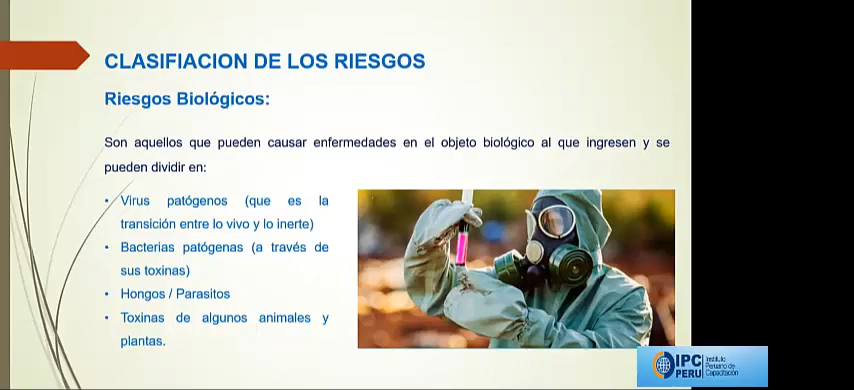 CLASIFIACION DE LOS RIESGOS
Riesgos Biológicos:
Son aquellos que pueden causar enfermedades en el objeto biológico al que ingresen y se
pueden dividir en:
• Virus patógenos (que es la
transición entre lo vivo y lo inerte)
• Bacterias patógenas (a través de
sus toxinas)
• Hongos / Parasitos
• Toxinas de algunos animales y
plantas.
IPC
PERU
Instituto
Peruano de
Capacitación